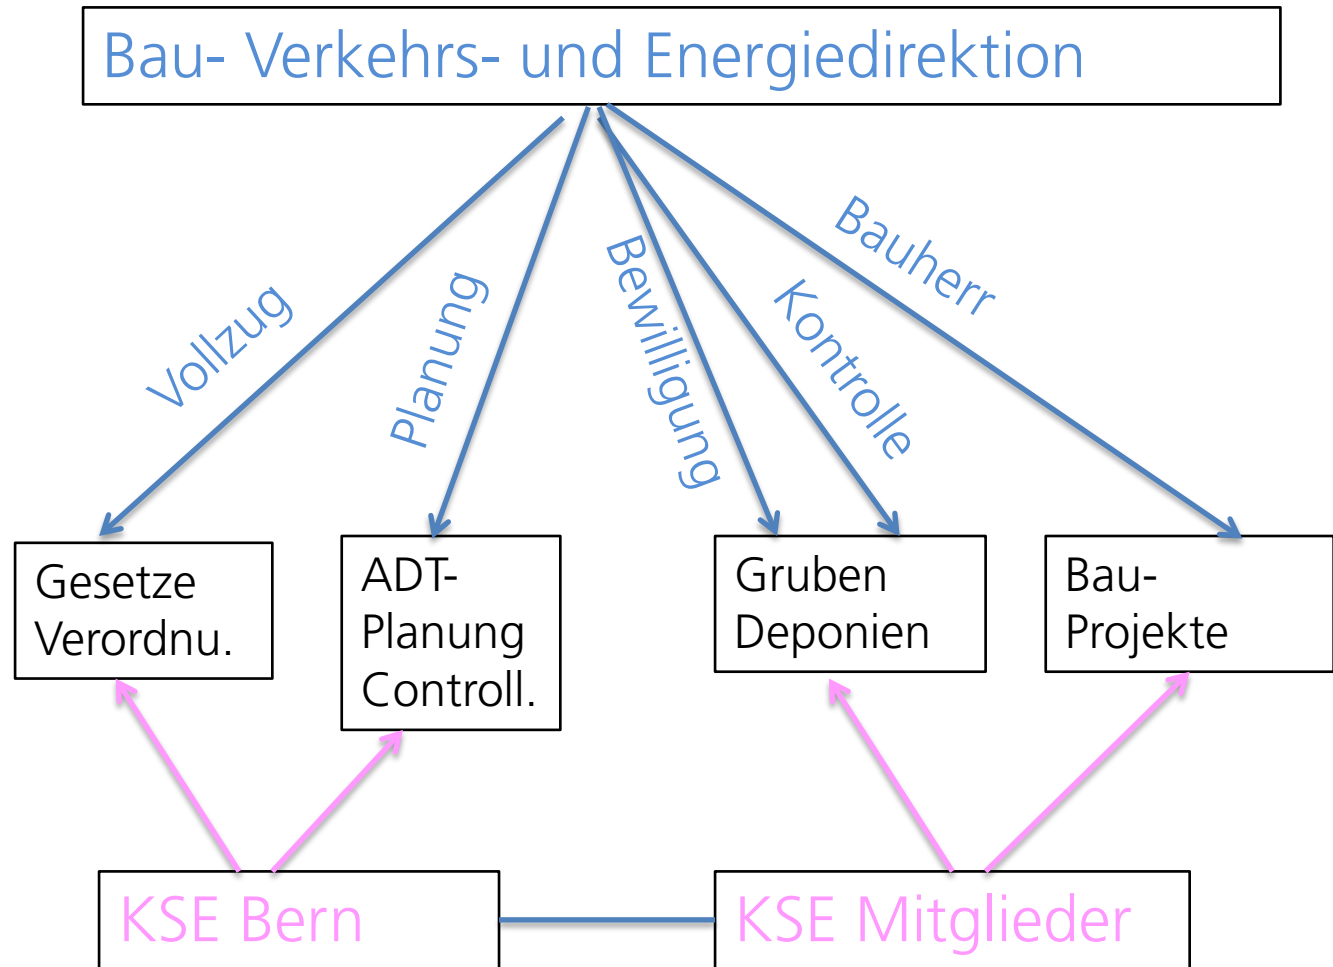 Bau- Verkehrs- und Energiedirektion
Vollzug
Planung
Bewilligung
Kontrolle
Bauherr
Gesetze
Verordnu.
ADT-
Planung
Controll.
Gruben
Deponien
Bau-
Projekte
KSE Bern
KSE Mitglieder